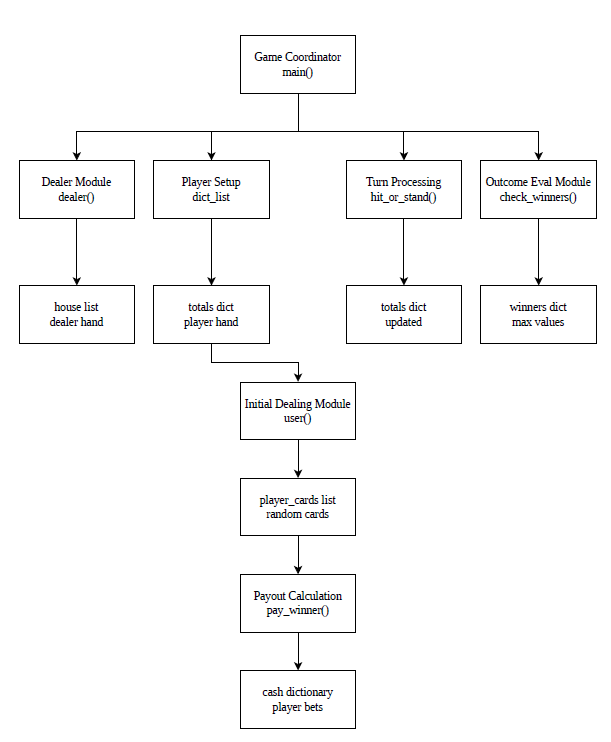 Game Coordinator
main()
Dealer Module
dealer()
Player Setup
dict_list
Turn Processing
hit_or_stand()
Outcome Eval Module
check_winners()
house list
dealer hand
totals dict
player hand
totals dict
updated
winners dict
max values
Initial Dealing Module
user()
player_cards list
random cards
Payout Calculation
pay_winner()
cash dictionary
player bets